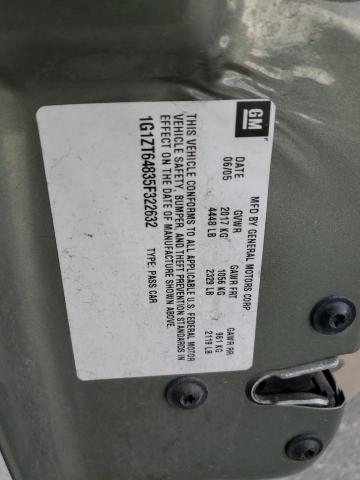 GM
MFD BY GENERAL MOTORS CORP
DATE GVWR GAWR FRT GAWR RR
06/05 2017 KG 1056 KG 961 KG
4448 LB 2329 LB 2119 LB
THIS VEHICLE CONFORMS TO ALL APPLICABLE U.S. FEDERAL MOTOR
VEHICLE SAFETY, BUMPER, AND THEFT PREVENTION STANDARDS IN
EFFECT ON THE DATE OF MANUFACTURE SHOWN ABOVE.
1G1ZT64835F322632 TYPE: PASS CAR